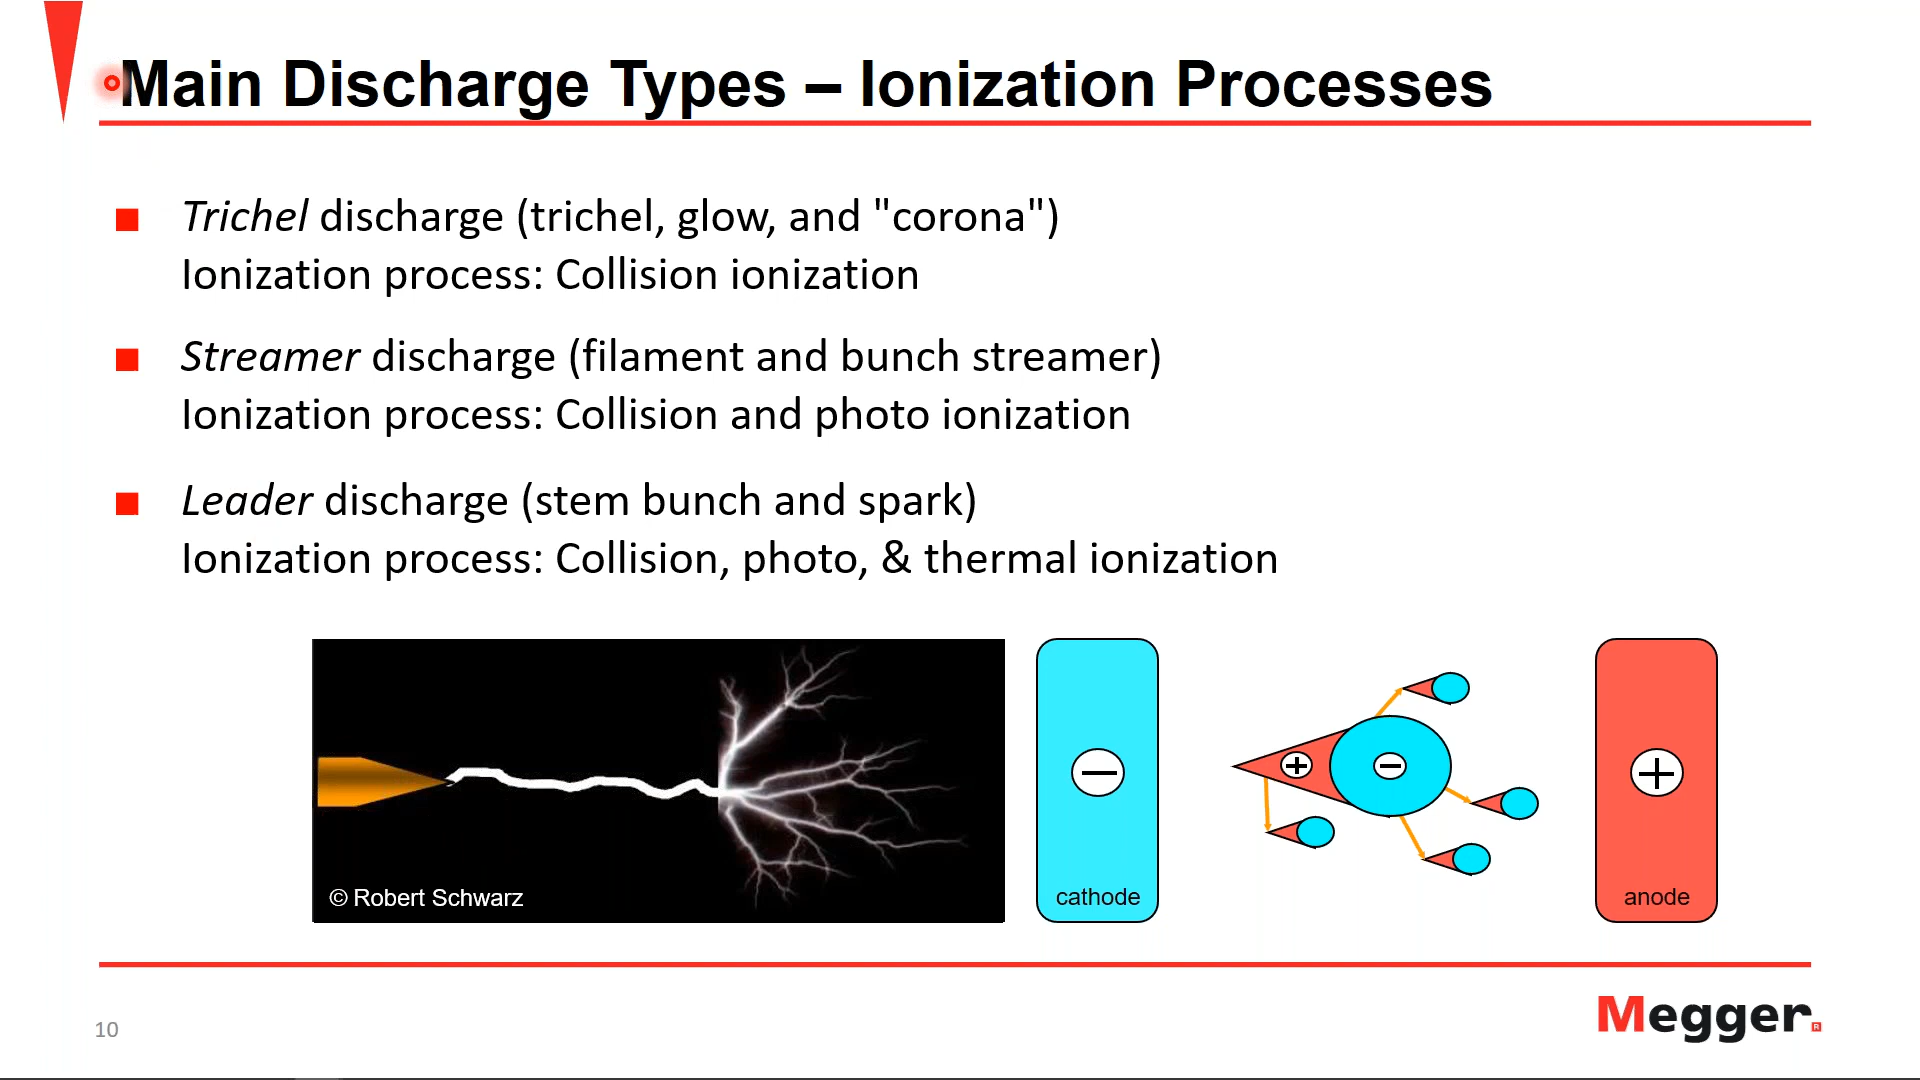 Main Discharge Types – Ionization Processes
Trichel discharge (trichel, glow, and "corona")
Ionization process: Collision ionization
Streamer discharge (filament and bunch streamer)
Ionization process: Collision and photo ionization
Leader discharge (stem bunch and spark)
Ionization process: Collision, photo, & thermal ionization
© Robert Schwarz
−
cathode
+
−
+
anode
10
Megger®